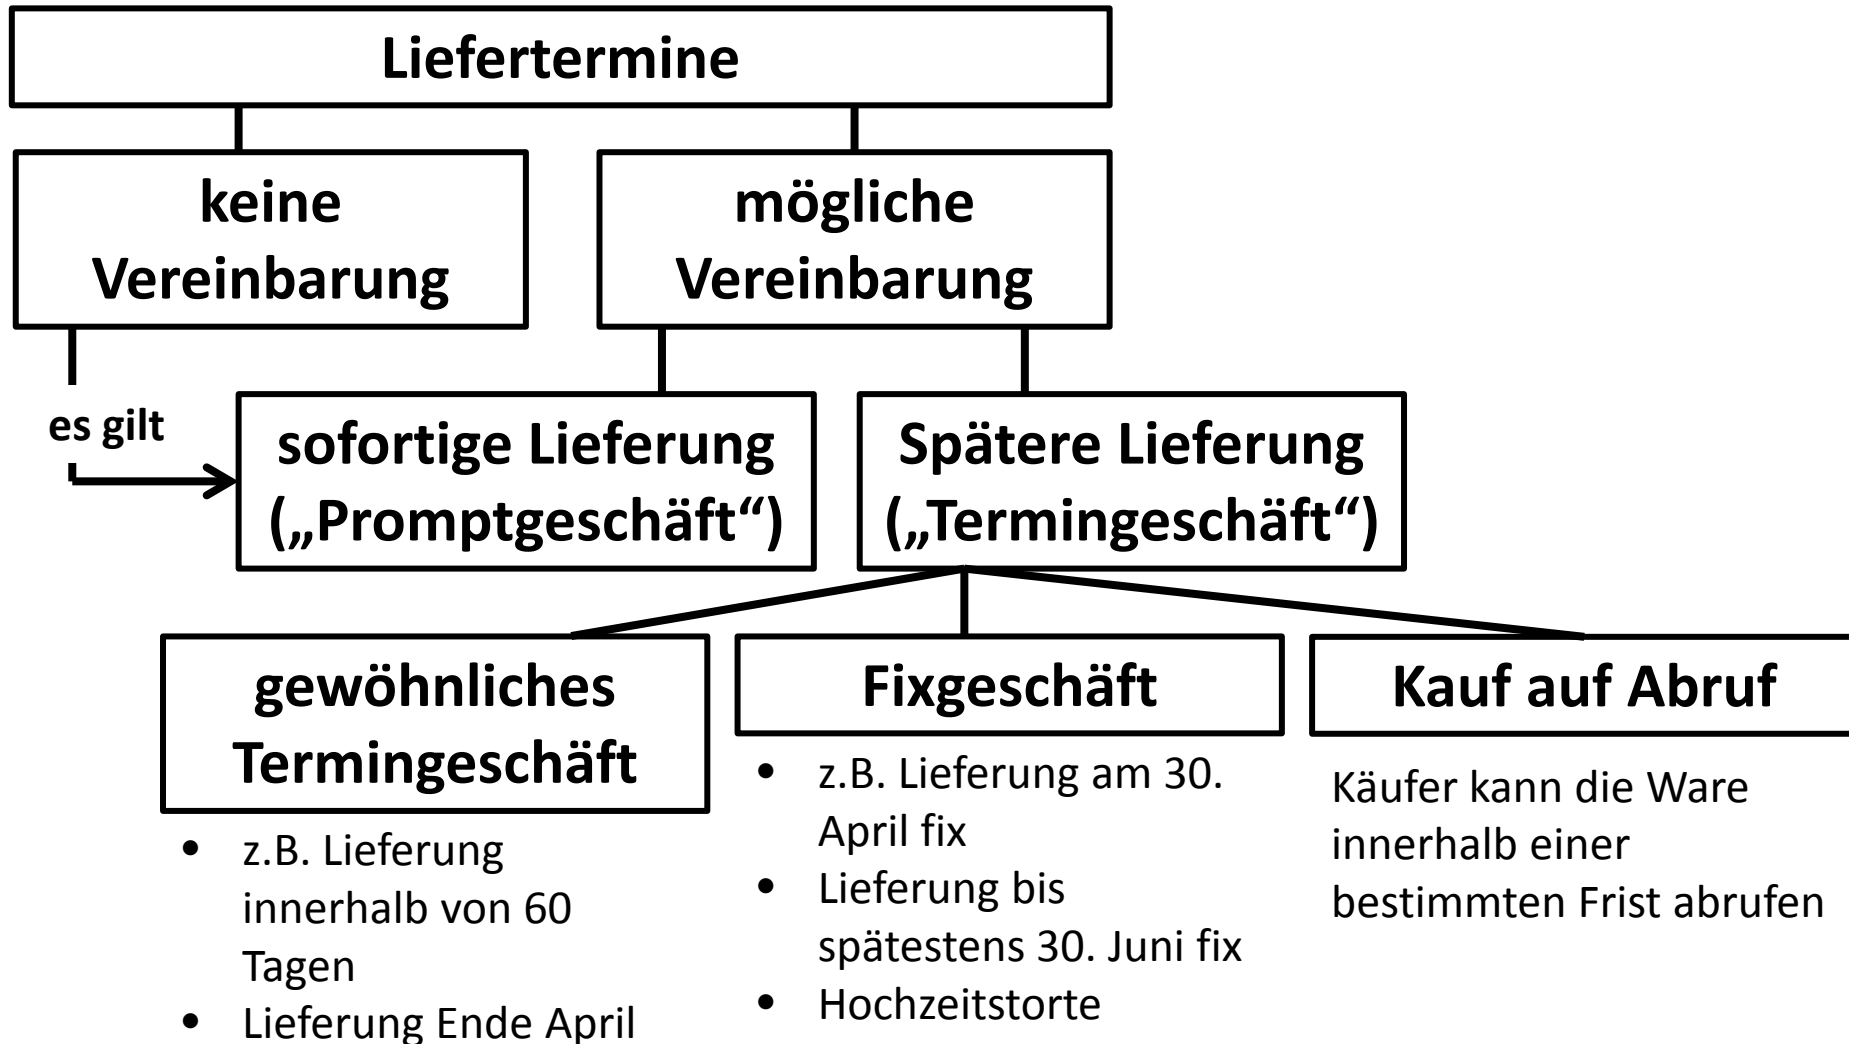 Liefertermine
keine
Vereinbarung
mögliche
Vereinbarung
es gilt
sofortige Lieferung
(„Promptgeschäft“)
Spätere Lieferung
(„Termingeschäft“)
gewöhnliches
Termingeschäft
• z.B. Lieferung
innerhalb von 60
Tagen
• Lieferung Ende April
Fixgeschäft
• z.B. Lieferung am 30.
April fix
• Lieferung bis
spätestens 30. Juni fix
• Hochzeitstorte
Kauf auf Abruf
Käufer kann die Ware
innerhalb einer
bestimmten Frist abrufen